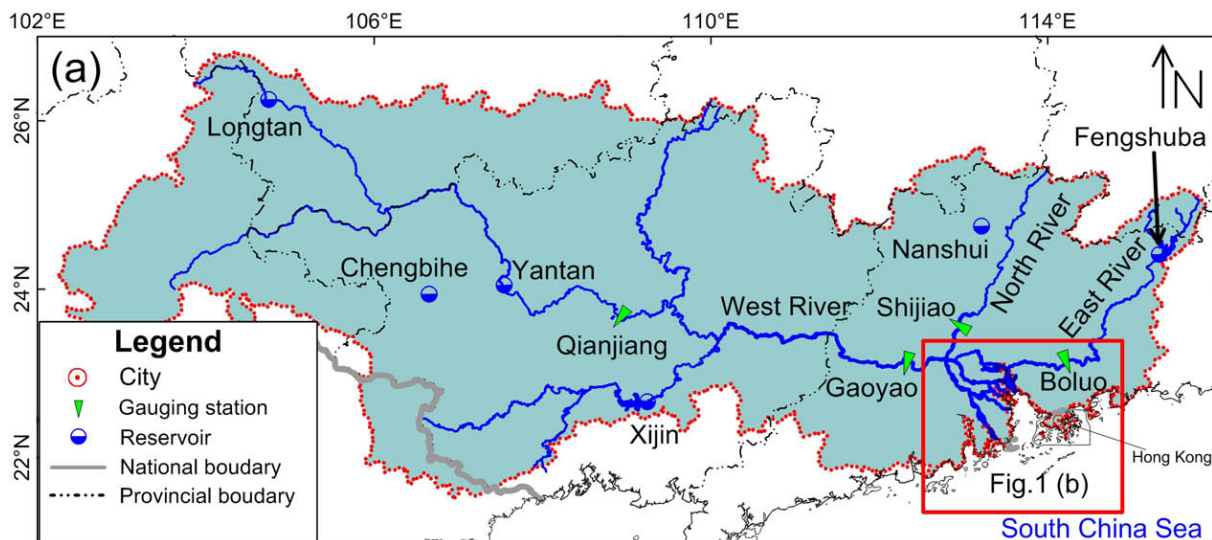 102°E
106°E
110°E
114°E
(a)
N
26°N
24°N
22°N
Longtan
Fengshuba
Nanshui
North River
East River
Chengbihe
Yantan
West River
Shijiao
Qianjiang
Gaoyao
Boluo
Xijin
Hong Kong
Fig.1 (b)
South China Sea
Legend
City
Gauging station
Reservoir
National boudary
Provincial boudary